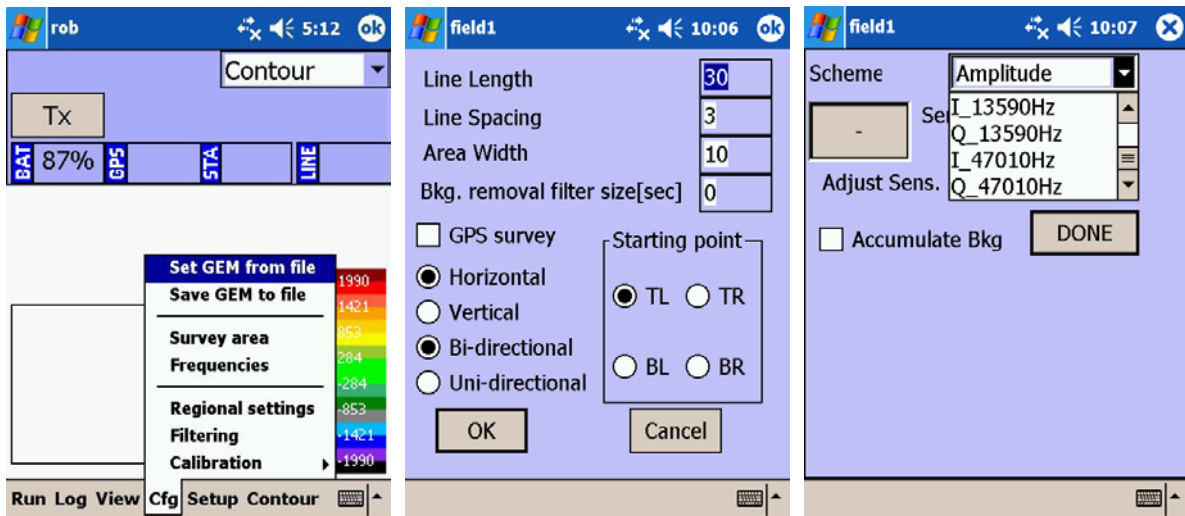 rob 5:12 ok
Contour
Tx
BAT 87% GPS STA LINE
Set GEM from file
Save GEM to file
Survey area
Frequencies
Regional settings
Filtering
Calibration
1990
1421
853
284
-284
-853
-1421
-1990
Run Log View Cfg Setup Contour
field1 10:06 ok
Line Length 30
Line Spacing 3
Area Width 10
Bkg. removal filter size[sec] 0
GPS survey
Horizontal
Vertical
Bi-directional
Uni-directional
Starting point
TL TR
BL BR
OK Cancel
field1 10:07
Scheme Amplitude
- Se
I_13590Hz
Q_13590Hz
I_47010Hz
Q_47010Hz
Adjust Sens.
Accumulate Bkg DONE